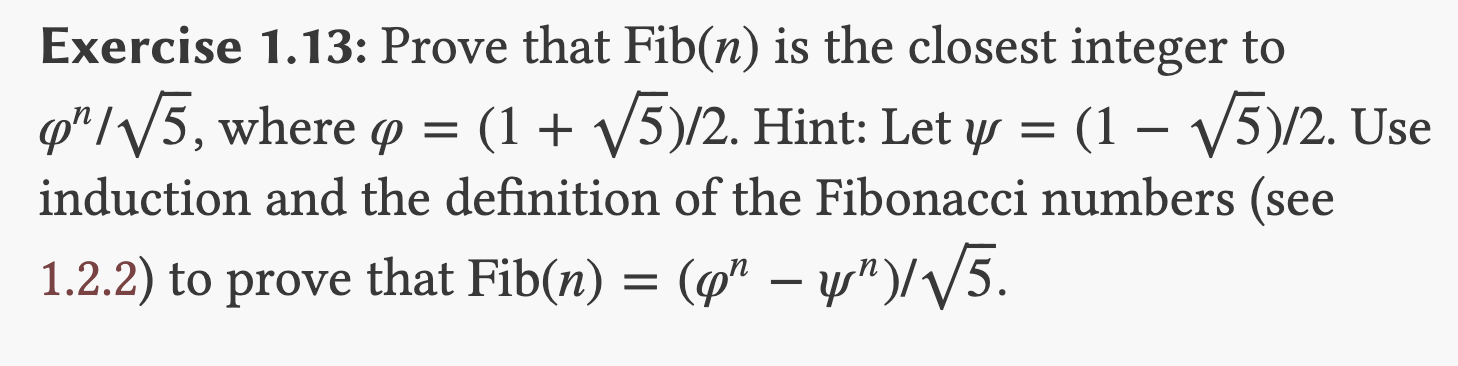 Exercise 1.13: Prove that Fib(n) is the closest integer to
φⁿ/√5, where φ = (1 + √5)/2. Hint: Let ψ = (1 − √5)/2. Use
induction and the definition of the Fibonacci numbers (see
1.2.2) to prove that Fib(n) = (φⁿ − ψⁿ)/√5.